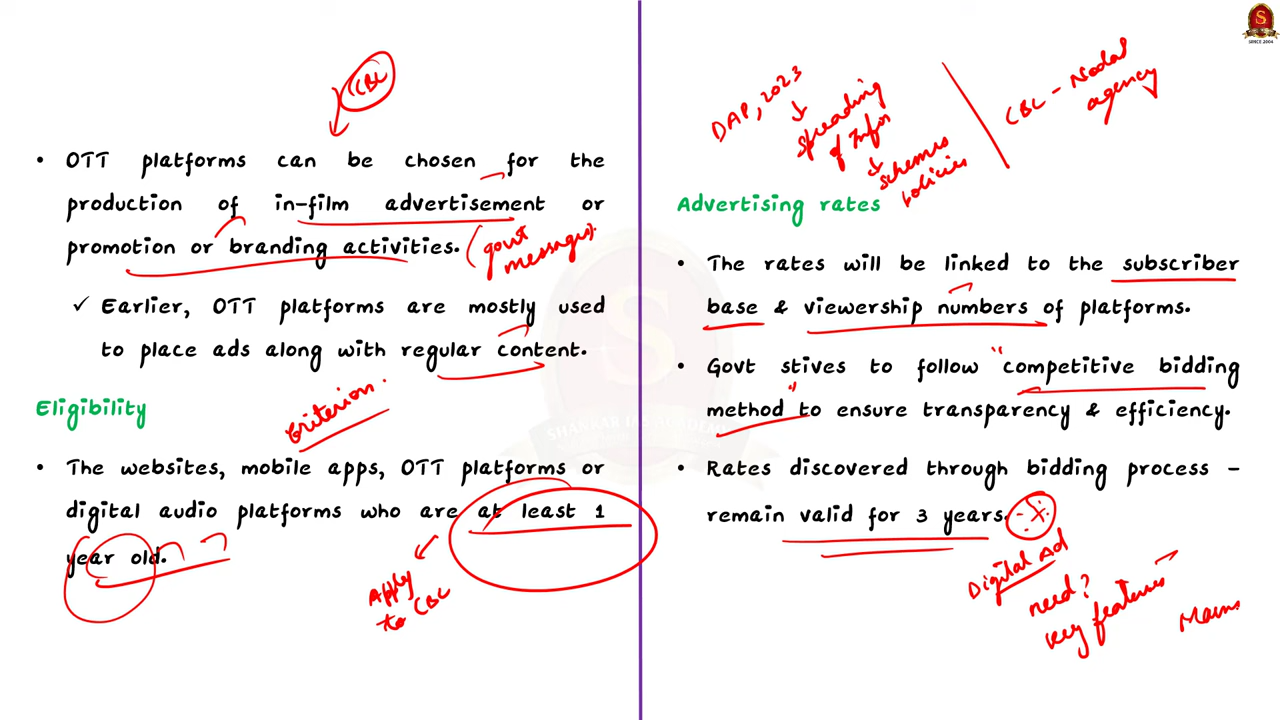 CBC
• OTT platforms can be chosen for the
production of in-film advertisement or
promotion or branding activities. (govt
messages).
✓ Earlier, OTT platforms are mostly used
to place ads along with regular content.
Eligibility
criterion.
• The websites, mobile apps, OTT platforms or
digital audio platforms who are at least 1
year old.
Apply
to CBC
S
SINCE 2004
DAP, 2023
↓
spreading
of Infor
↓
schemes
policies
CBC - Nodal
agency
Advertising rates
• The rates will be linked to the subscriber
base & viewership numbers of platforms.
• Govt stives to follow "competitive bidding
method" to ensure transparency & efficiency.
• Rates discovered through bidding process -
remain valid for 3 years.
Digital Ad
need?
key features
Mains